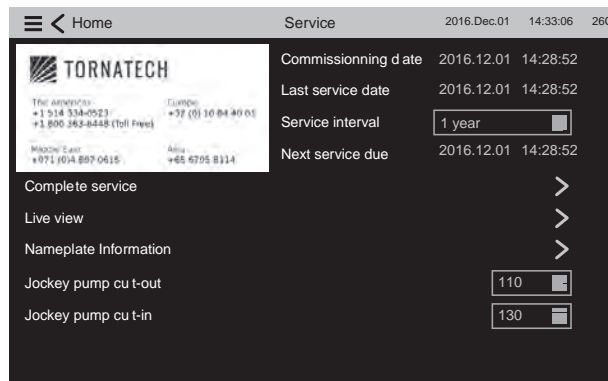 Home Service 2016.Dec.01 14:33:06 260
TORNATECH
The Americas: Europe:
+1 514 334-0523 +32 (0) 10 84 40 01
+1 800 363-8448 (Toll Free)
Middle East: Asia:
+971 (0)4 887 0615 +65 6795 8114
Commissionning date 2016.12.01 14:28:52
Last service date 2016.12.01 14:28:52
Service interval 1 year
Next service due 2016.12.01 14:28:52
Complete service
Live view
Nameplate Information
Jockey pump cut-out 110
Jockey pump cut-in 130